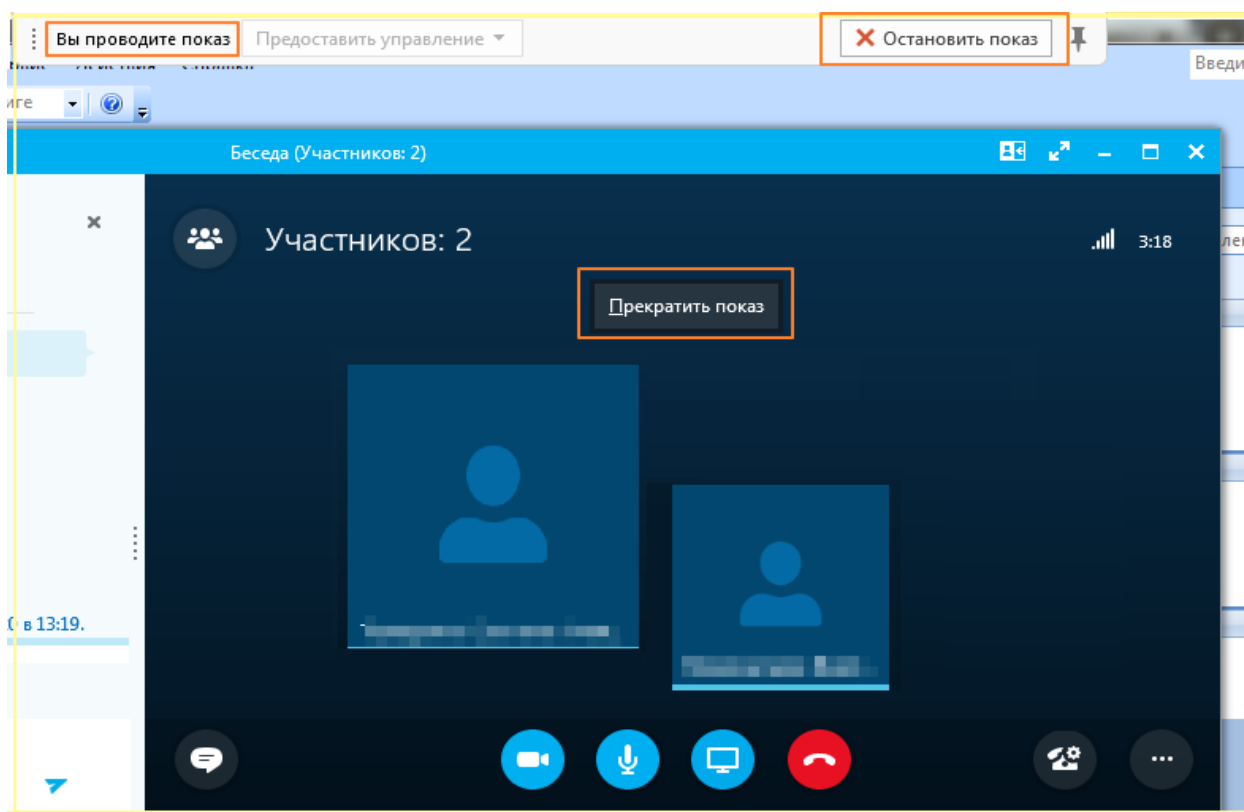 Вы проводите показ
Предоставить управление
Остановить показ
Справка
Введи
иге
Беседа (Участников: 2)
Участников: 2
3:18
Прекратить показ
в 13:19.